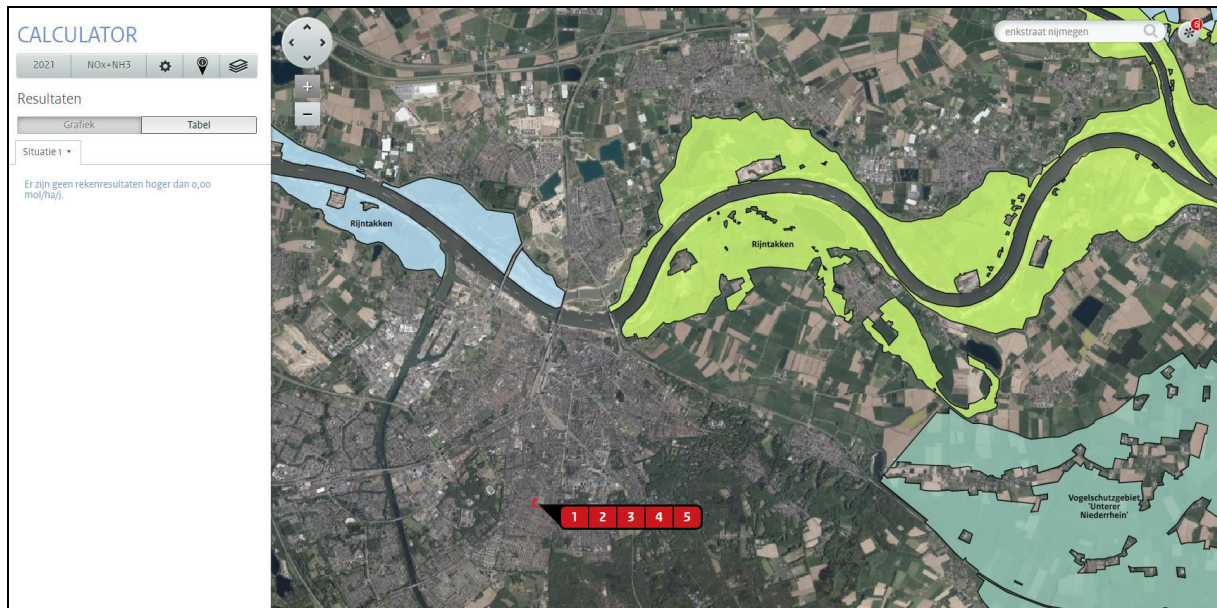 CALCULATOR
2021 NOx+NH3
Resultaten
Grafiek Tabel
Situatie 1
Er zijn geen rekenresultaten hoger dan 0,00
mol/ha/j.
enkstraat nijmegen
6
Rijntakken
Rijntakken
Vogelschutzgebiet
'Unterer
Niederrhein'
1 2 3 4 5